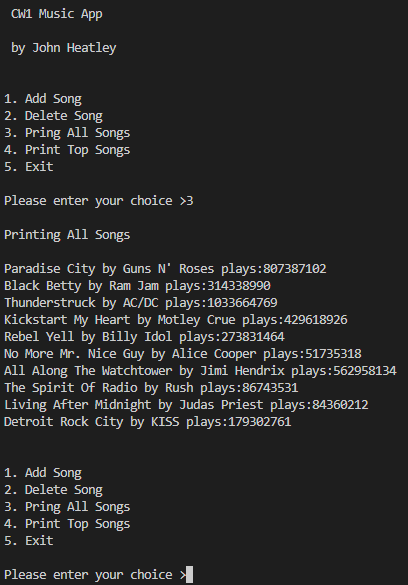 CW1 Music App
by John Heatley
1. Add Song
2. Delete Song
3. Pring All Songs
4. Print Top Songs
5. Exit
Please enter your choice >3
Printing All Songs
Paradise City by Guns N' Roses plays:807387102
Black Betty by Ram Jam plays:314338990
Thunderstruck by AC/DC plays:1033664769
Kickstart My Heart by Motley Crue plays:429618926
Rebel Yell by Billy Idol plays:273831464
No More Mr. Nice Guy by Alice Cooper plays:51735318
All Along The Watchtower by Jimi Hendrix plays:562958134
The Spirit Of Radio by Rush plays:86743531
Living After Midnight by Judas Priest plays:84360212
Detroit Rock City by KISS plays:179302761
1. Add Song
2. Delete Song
3. Pring All Songs
4. Print Top Songs
5. Exit
Please enter your choice >